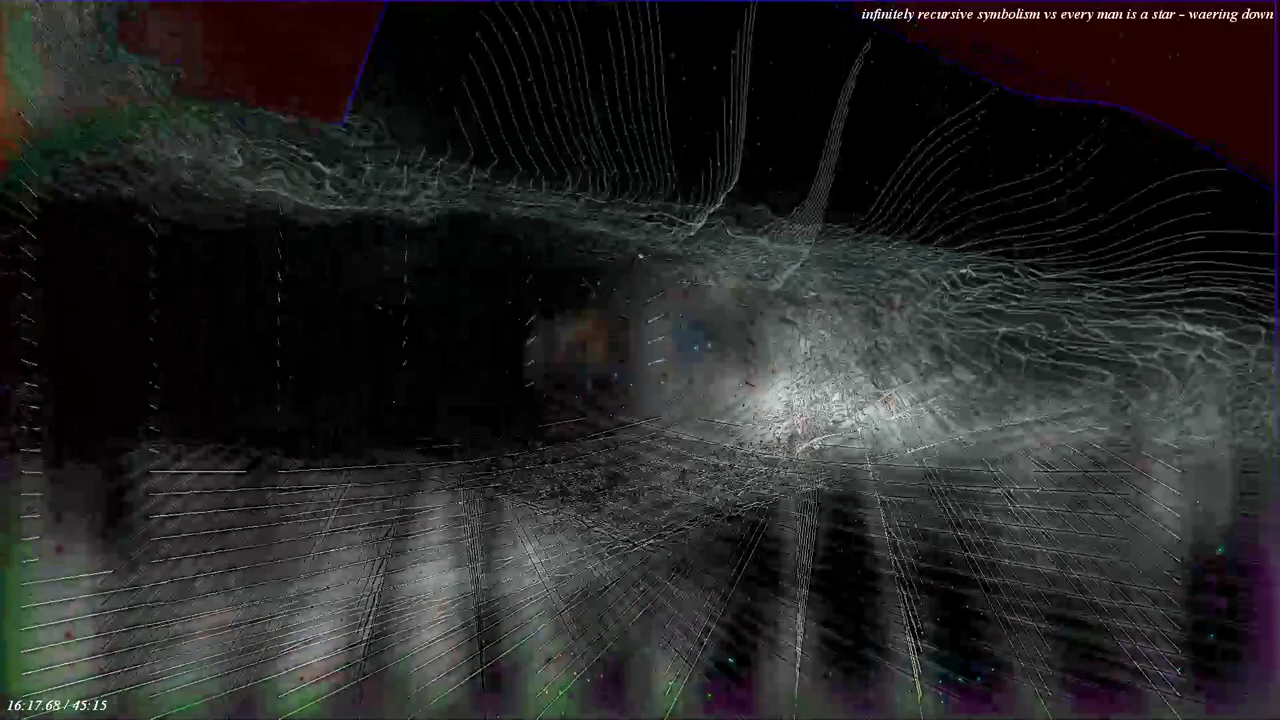 infinitely recursive symbolism vs every man is a star - waering down
16:17.68 / 45:15